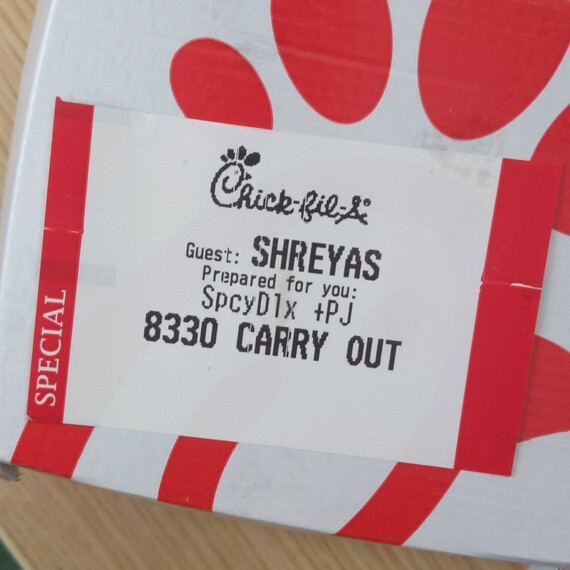 Chick-fil-A
Guest: SHREYAS
Prepared for you:
SpcyDlx +PJ
8330 CARRY OUT
SPECIAL